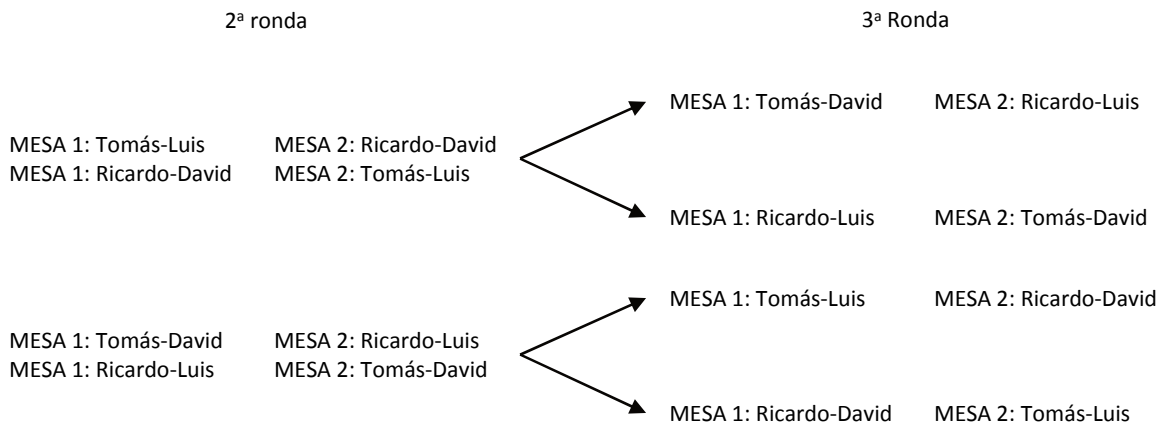 2ª ronda
3ª Ronda
MESA 1: Tomás-David MESA 2: Ricardo-Luis
MESA 1: Tomás-Luis MESA 2: Ricardo-David
MESA 1: Ricardo-David MESA 2: Tomás-Luis
MESA 1: Ricardo-Luis MESA 2: Tomás-David
MESA 1: Tomás-Luis MESA 2: Ricardo-David
MESA 1: Tomás-David MESA 2: Ricardo-Luis
MESA 1: Ricardo-Luis MESA 2: Tomás-David
MESA 1: Ricardo-David MESA 2: Tomás-Luis